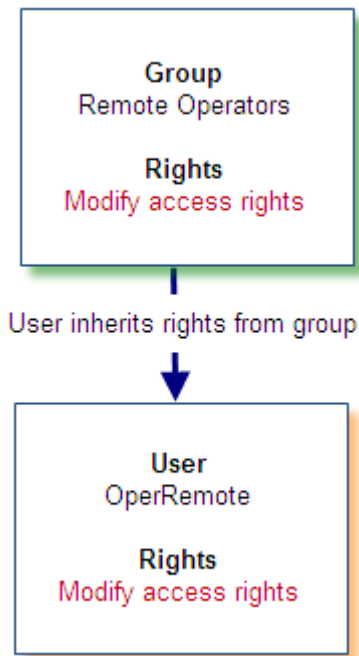 Group
Remote Operators
Rights
Modify access rights
User inherits rights from group
User
OperRemote
Rights
Modify access rights